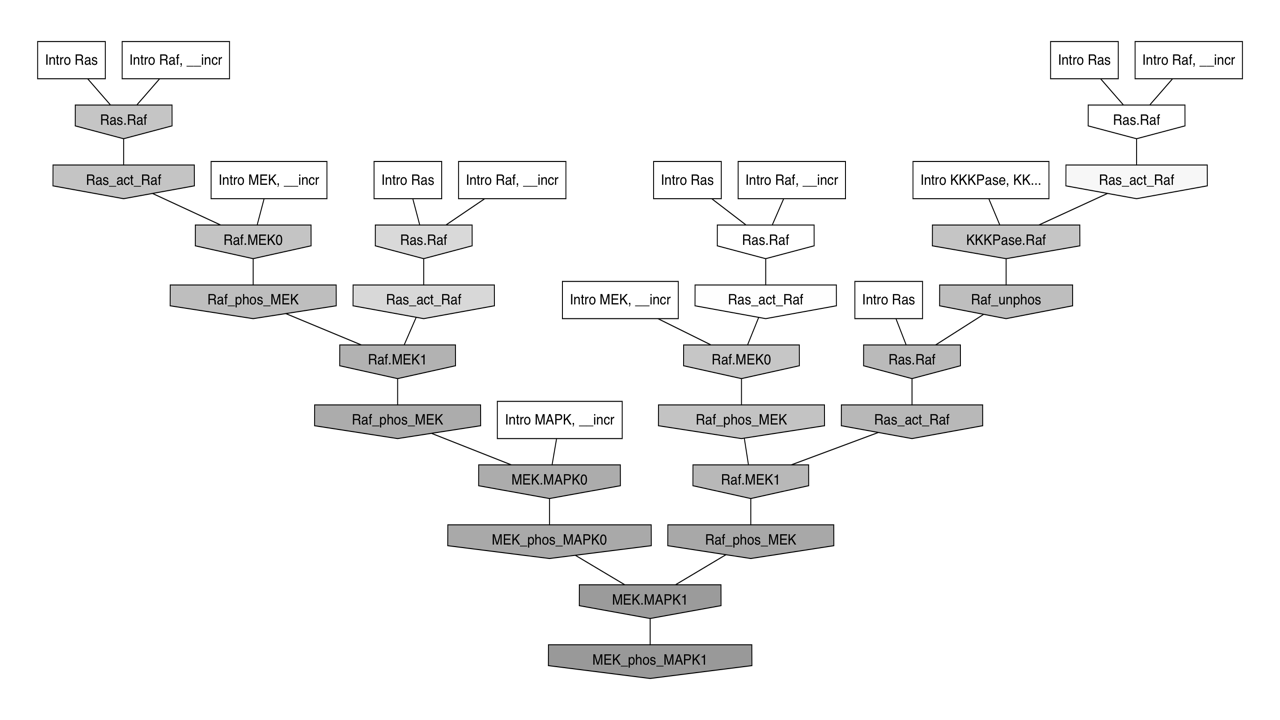 Intro Ras
Intro Raf, __incr
Intro Ras
Intro Raf, __incr
Ras.Raf
Ras.Raf
Ras_act_Raf
Intro MEK, __incr
Intro Ras
Intro Raf, __incr
Intro Ras
Intro Raf, __incr
Intro KKKPase, KK...
Ras_act_Raf
Raf.MEK0
Ras.Raf
Ras.Raf
KKKPase.Raf
Raf_phos_MEK
Ras_act_Raf
Intro MEK, __incr
Ras_act_Raf
Intro Ras
Raf_unphos
Raf.MEK1
Raf.MEK0
Ras.Raf
Raf_phos_MEK
Intro MAPK, __incr
Raf_phos_MEK
Ras_act_Raf
MEK.MAPK0
Raf.MEK1
MEK_phos_MAPK0
Raf_phos_MEK
MEK.MAPK1
MEK_phos_MAPK1